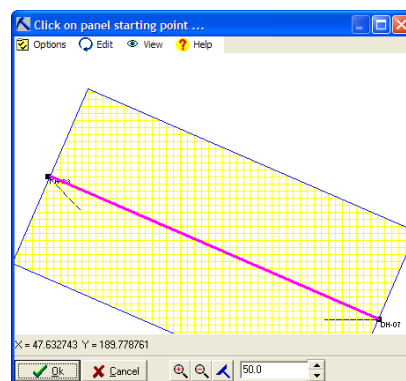 Click on panel starting point ...
Options Edit View Help
DH-07
X = 47.632743 Y = 189.778761
Ok Cancel 50.0